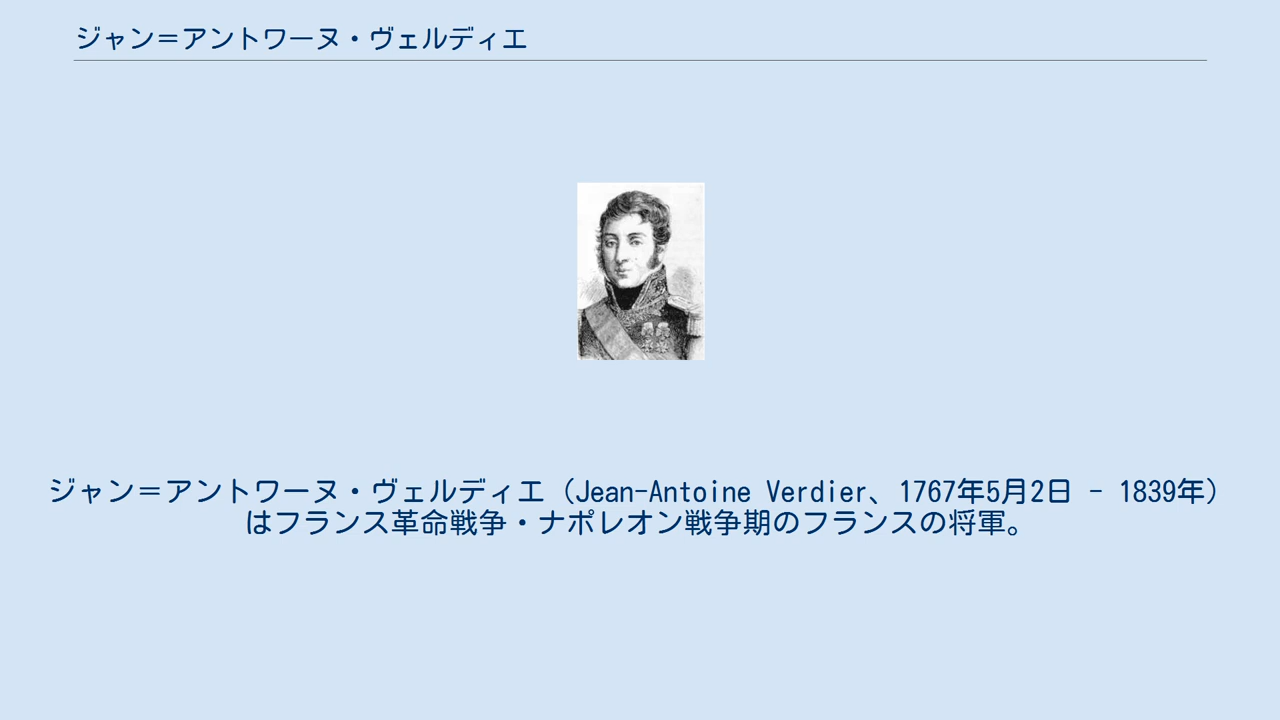 ジャン＝アントワーヌ・ヴェルディエ
ジャン＝アントワーヌ・ヴェルディエ（Jean-Antoine Verdier、1767年5月2日 - 1839年）
はフランス革命戦争・ナポレオン戦争期のフランスの将軍。